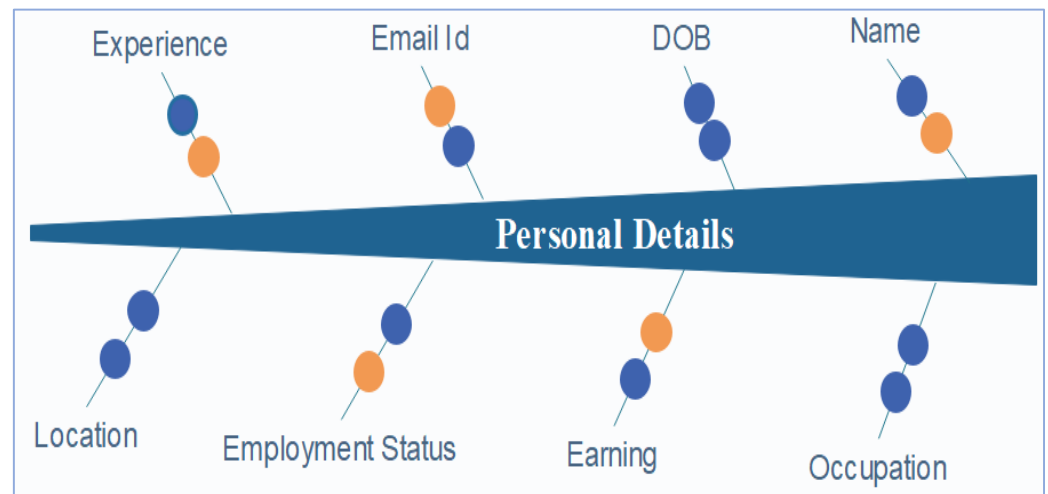 Experience
Email Id
DOB
Name
Personal Details
Location
Employment Status
Earning
Occupation